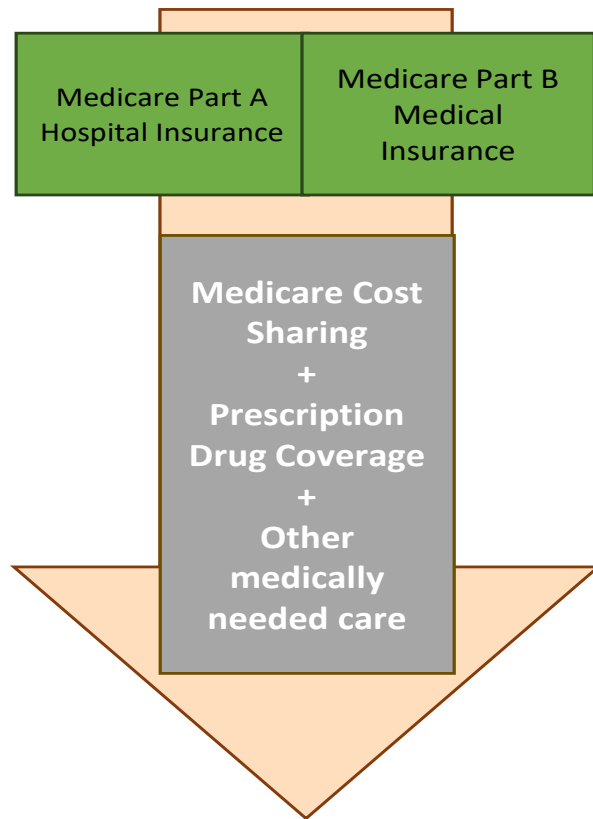 Medicare Part A
Hospital Insurance
Medicare Part B
Medical
Insurance
Medicare Cost
Sharing
+
Prescription
Drug Coverage
+
Other
medically
needed care